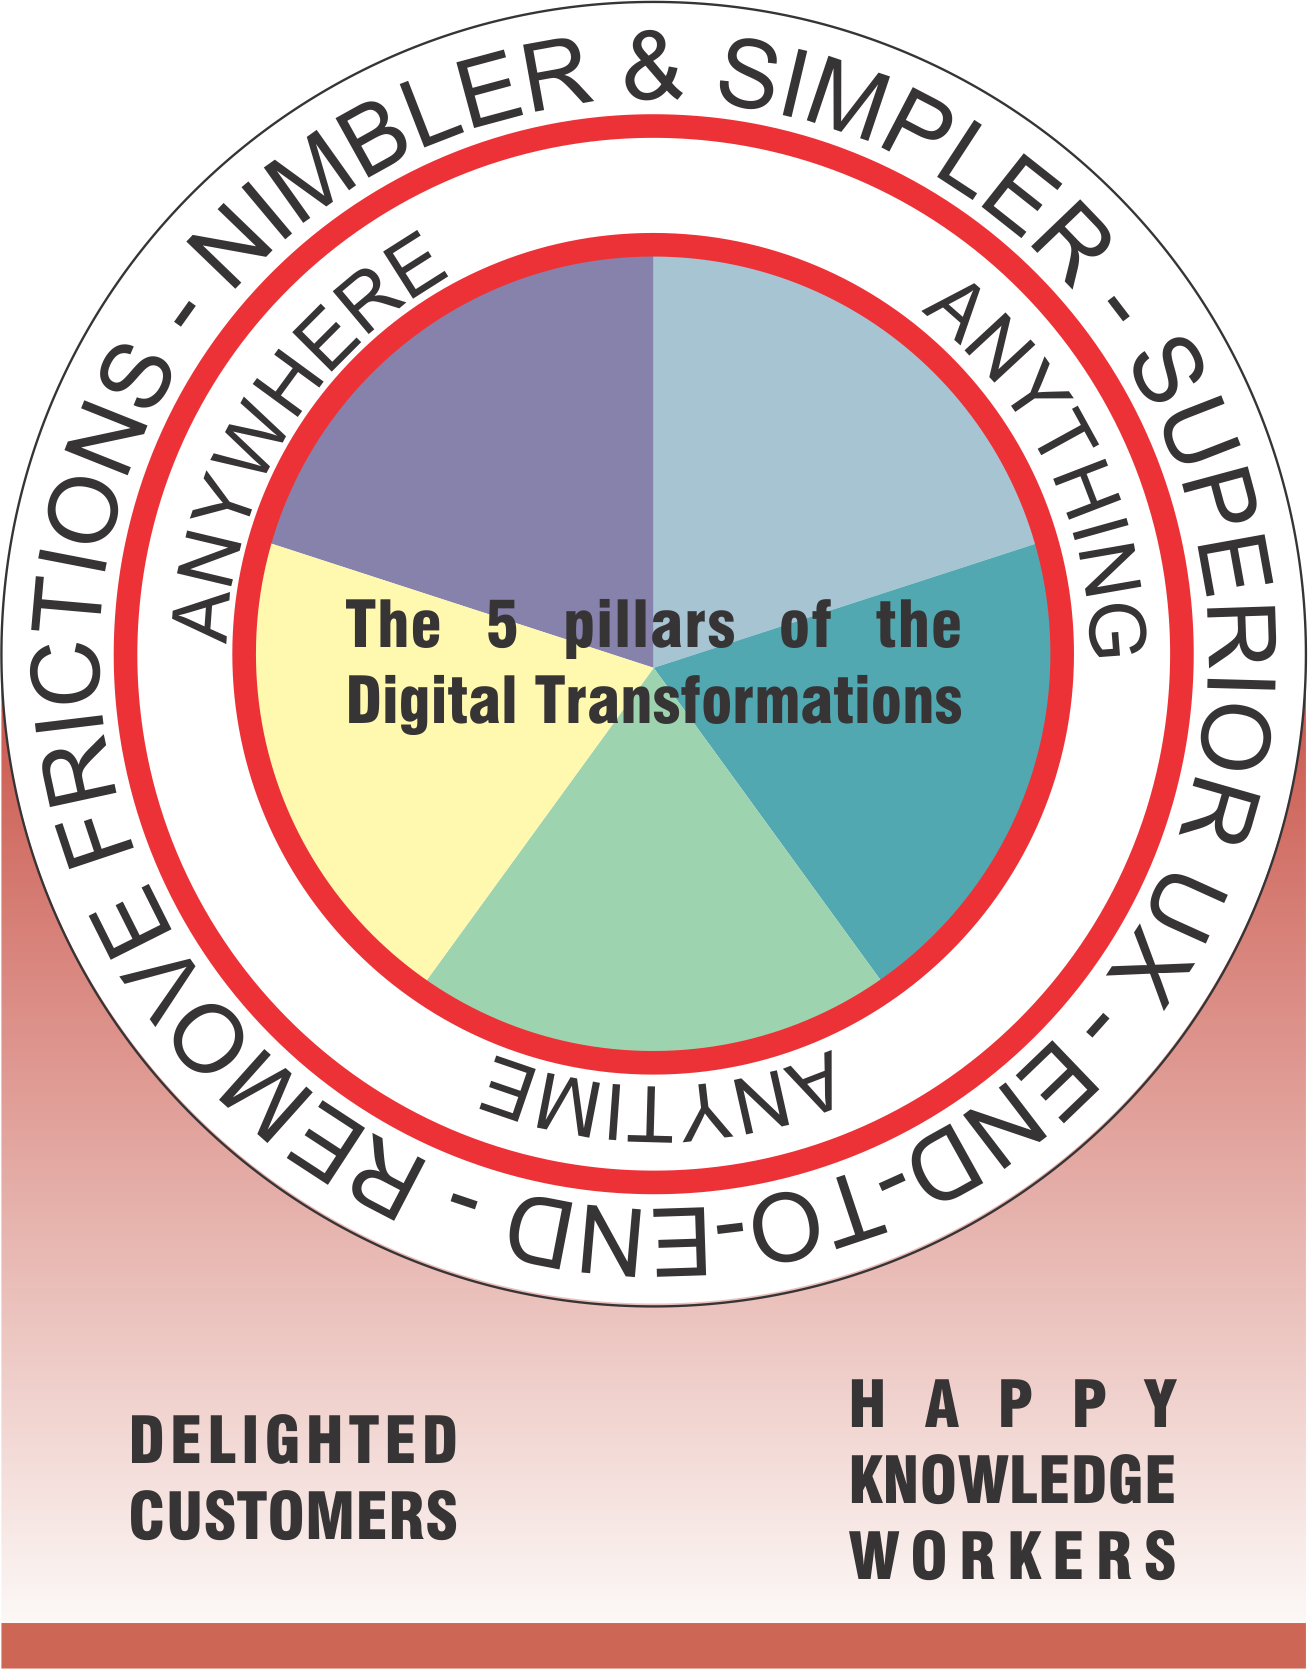 REMOVE FRICTIONS - NIMBLER & SIMPLER - SUPERIOR UX - END-TO-END -
ANYWHERE
ANYTHING
ANYTIME
The 5 pillars of the
Digital Transformations
DELIGHTED
CUSTOMERS
HAPPY
KNOWLEDGE
WORKERS